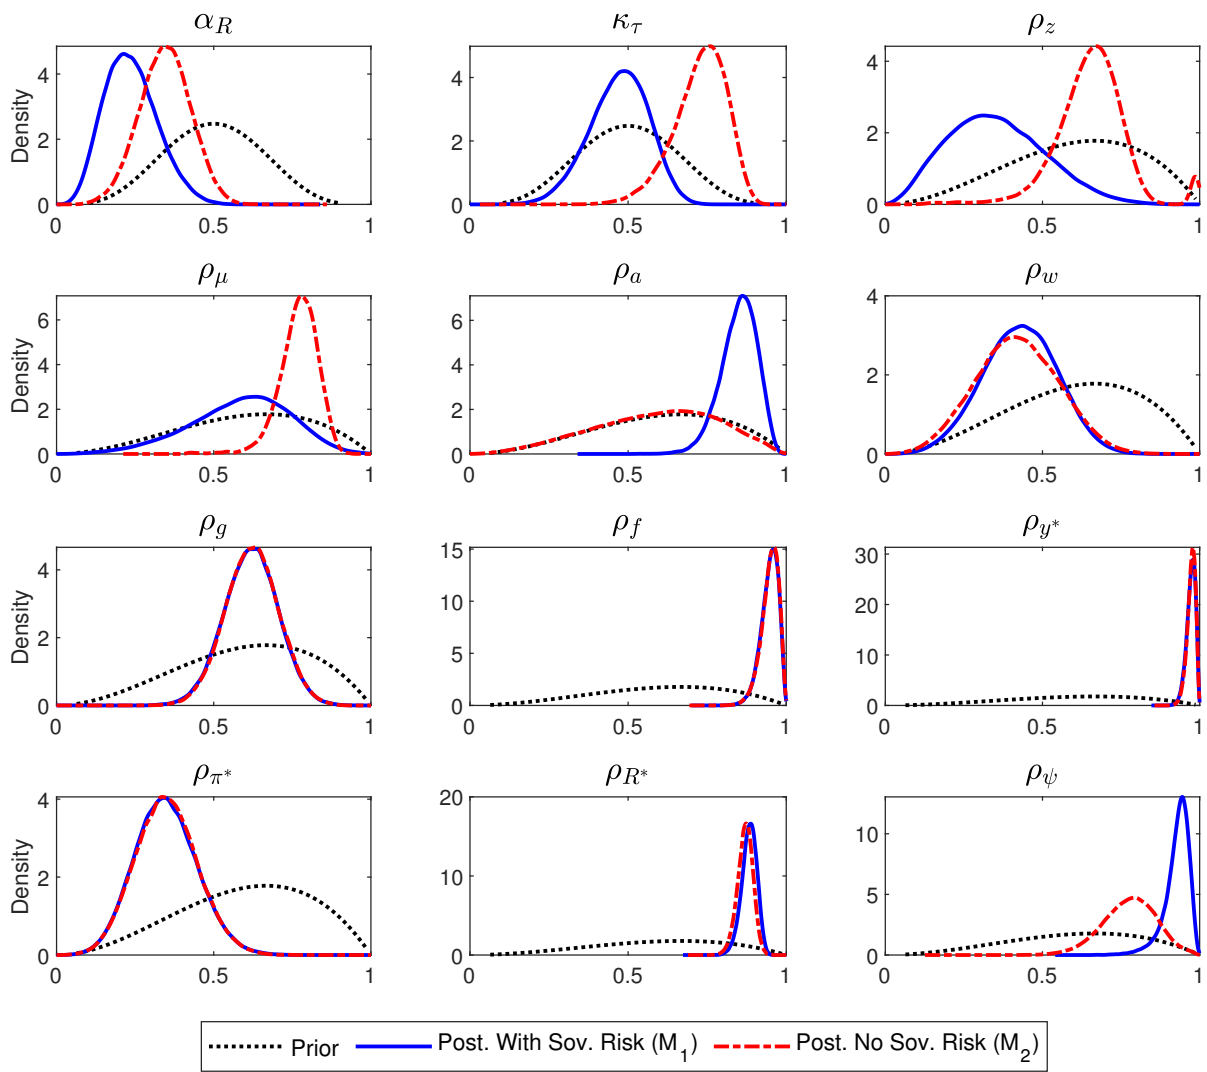 α_R κ_τ ρ_z
Density
4
2
0
0 0.5 1
4
2
0
0 0.5 1
4
2
0
0 0.5 1
ρ_μ ρ_a ρ_w
Density
6
4
2
0
0 0.5 1
6
4
2
0
0 0.5 1
4
2
0
0 0.5 1
ρ_g ρ_f ρ_{y*}
Density
4
2
0
0 0.5 1
15
10
5
0
0 0.5 1
30
20
10
0
0 0.5 1
ρ_{π*} ρ_{R*} ρ_ψ
Density
4
2
0
0 0.5 1
20
10
0
0 0.5 1
10
5
0
0 0.5 1
Prior Post. With Sov. Risk (M_1) Post. No Sov. Risk (M_2)